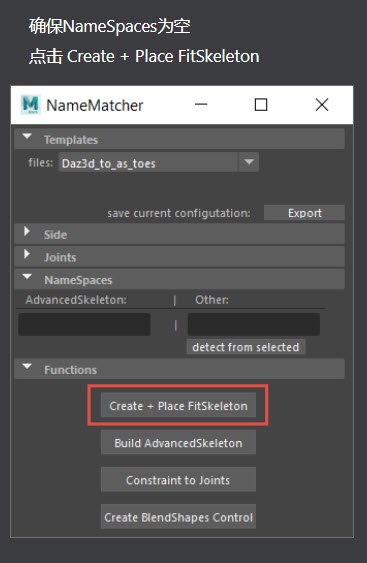 确保NameSpaces为空
点击 Create + Place FitSkeleton
NameMatcher
Templates
files: Daz3d_to_as_toes
save current configutation: Export
Side
Joints
NameSpaces
AdvancedSkeleton: | Other:
|
detect from selected
Functions
Create + Place FitSkeleton
Build AdvancedSkeleton
Constraint to Joints
Create BlendShapes Control